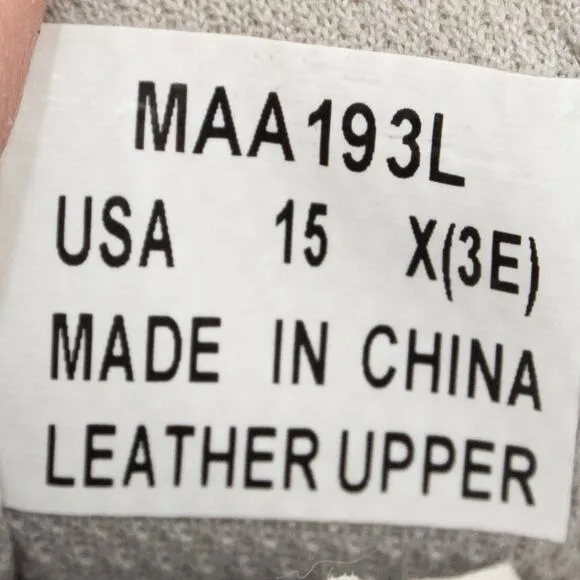 MAA193L
USA 15 X(3E)
MADE IN CHINA
LEATHER UPPER